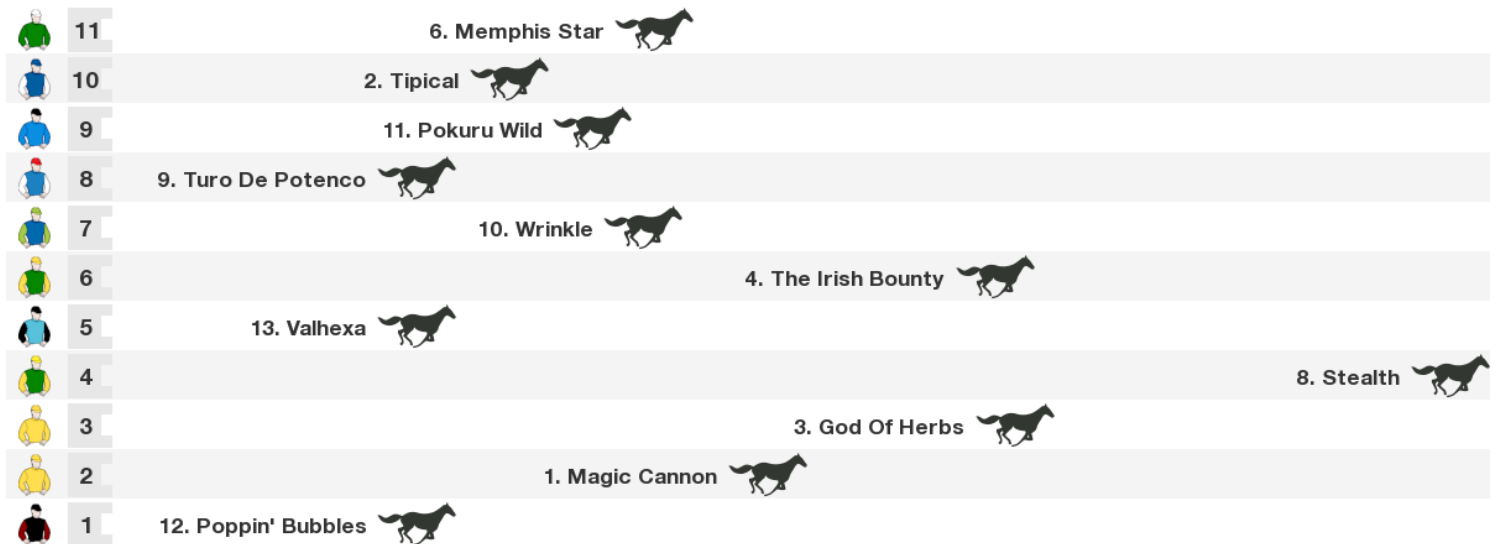 11 6. Memphis Star
10 2. Tipical
9 11. Pokuru Wild
8 9. Turo De Potenco
7 10. Wrinkle
6 4. The Irish Bounty
5 13. Valhexa
4 8. Stealth
3 3. God Of Herbs
2 1. Magic Cannon
1 12. Poppin' Bubbles